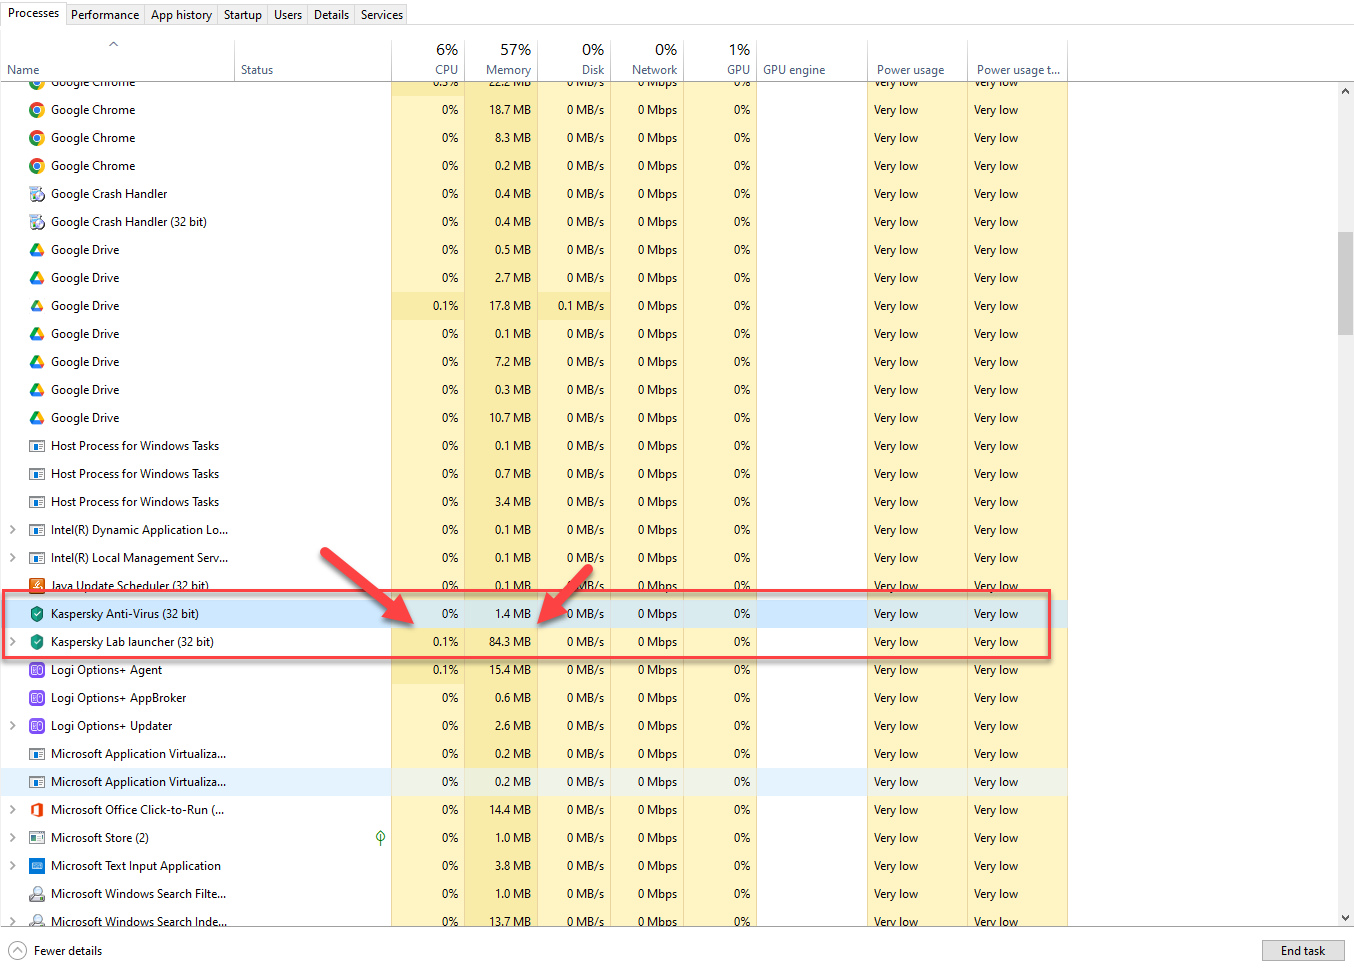 Processes Performance App history Startup Users Details Services
6% 57% 0% 0% 1%
Name Status CPU Memory Disk Network GPU GPU engine Power usage Power usage t...
Google Chrome 0.3% 22.2 MB 0 MB/s 0 Mbps 0% Very low Very low
Google Chrome 0% 18.7 MB 0 MB/s 0 Mbps 0% Very low Very low
Google Chrome 0% 8.3 MB 0 MB/s 0 Mbps 0% Very low Very low
Google Chrome 0% 0.2 MB 0 MB/s 0 Mbps 0% Very low Very low
Google Crash Handler 0% 0.4 MB 0 MB/s 0 Mbps 0% Very low Very low
Google Crash Handler (32 bit) 0% 0.4 MB 0 MB/s 0 Mbps 0% Very low Very low
Google Drive 0% 0.5 MB 0 MB/s 0 Mbps 0% Very low Very low
Google Drive 0% 2.7 MB 0 MB/s 0 Mbps 0% Very low Very low
Google Drive 0.1% 17.8 MB 0.1 MB/s 0 Mbps 0% Very low Very low
Google Drive 0% 0.1 MB 0 MB/s 0 Mbps 0% Very low Very low
Google Drive 0% 7.2 MB 0 MB/s 0 Mbps 0% Very low Very low
Google Drive 0% 0.3 MB 0 MB/s 0 Mbps 0% Very low Very low
Google Drive 0% 10.7 MB 0 MB/s 0 Mbps 0% Very low Very low
Host Process for Windows Tasks 0% 0.1 MB 0 MB/s 0 Mbps 0% Very low Very low
Host Process for Windows Tasks 0% 0.7 MB 0 MB/s 0 Mbps 0% Very low Very low
Host Process for Windows Tasks 0% 3.4 MB 0 MB/s 0 Mbps 0% Very low Very low
Intel(R) Dynamic Application Lo... 0% 0.1 MB 0 MB/s 0 Mbps 0% Very low Very low
Intel(R) Local Management Serv... 0% 0.1 MB 0 MB/s 0 Mbps 0% Very low Very low
Java Update Scheduler (32 bit) 0% 0.1 MB 0 MB/s 0 Mbps 0% Very low Very low
Kaspersky Anti-Virus (32 bit) 0% 1.4 MB 0 MB/s 0 Mbps 0% Very low Very low
Kaspersky Lab launcher (32 bit) 0.1% 84.3 MB 0 MB/s 0 Mbps 0% Very low Very low
Logi Options+ Agent 0.1% 15.4 MB 0 MB/s 0 Mbps 0% Very low Very low
Logi Options+ AppBroker 0% 0.6 MB 0 MB/s 0 Mbps 0% Very low Very low
Logi Options+ Updater 0% 2.6 MB 0 MB/s 0 Mbps 0% Very low Very low
Microsoft Application Virtualiza... 0% 0.2 MB 0 MB/s 0 Mbps 0% Very low Very low
Microsoft Application Virtualiza... 0% 0.2 MB 0 MB/s 0 Mbps 0% Very low Very low
Microsoft Office Click-to-Run (... 0% 14.4 MB 0 MB/s 0 Mbps 0% Very low Very low
Microsoft Store (2) 0% 1.0 MB 0 MB/s 0 Mbps 0% Very low Very low
Microsoft Text Input Application 0% 3.8 MB 0 MB/s 0 Mbps 0% Very low Very low
Microsoft Windows Search Filte... 0% 1.0 MB 0 MB/s 0 Mbps 0% Very low Very low
Microsoft Windows Search Inde... 0% 13.7 MB 0 MB/s 0 Mbps 0% Very low Very low
Fewer details End task